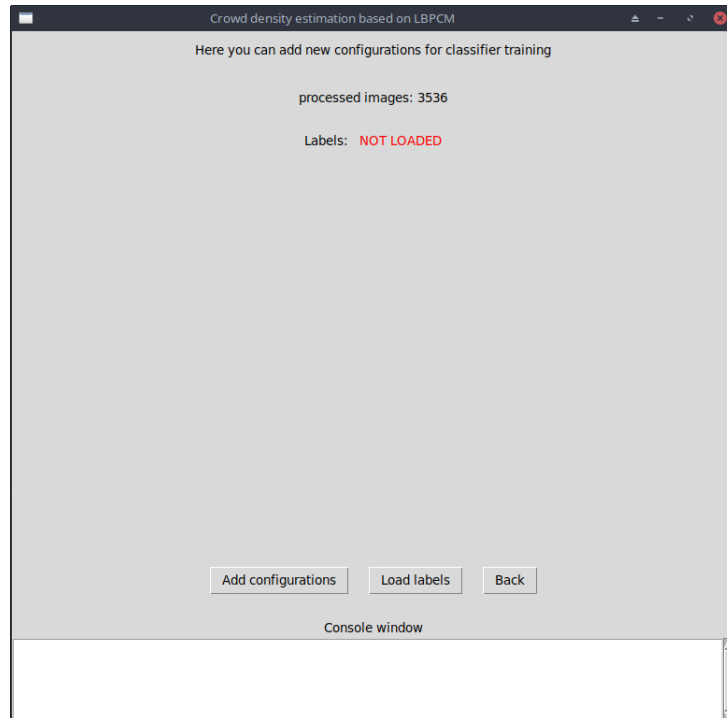 Crowd density estimation based on LBPCM
Here you can add new configurations for classifier training
processed images: 3536
Labels: NOT LOADED
Add configurations Load labels Back
Console window